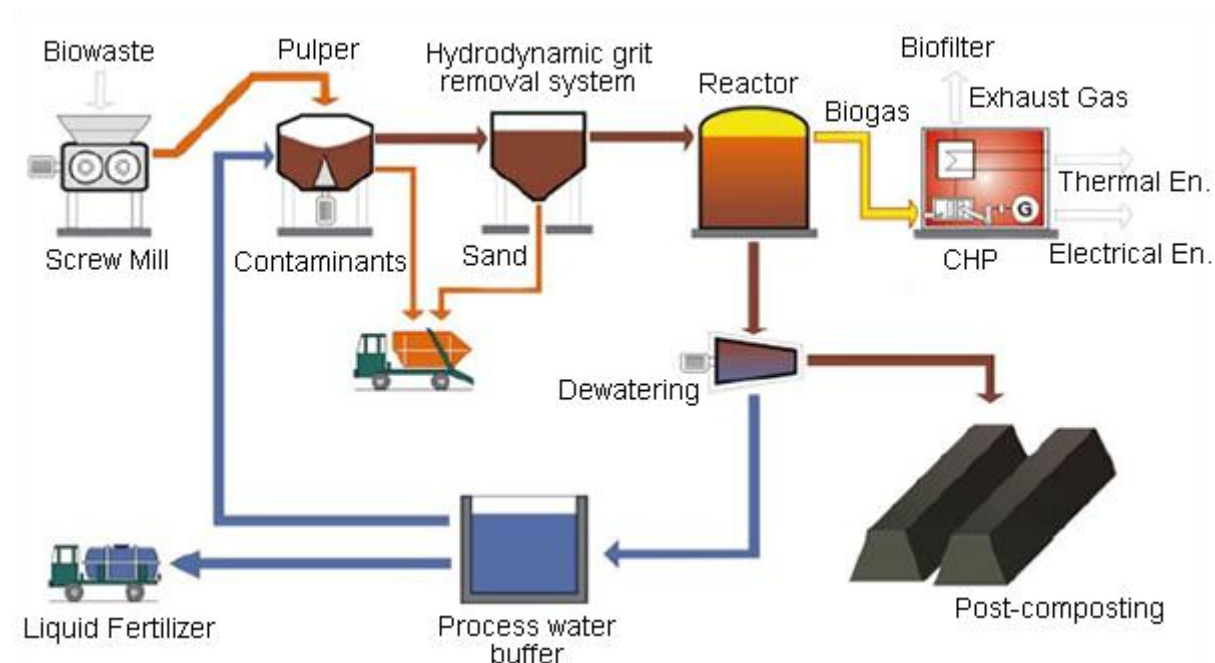 Biowaste
Pulper
Hydrodynamic grit
removal system
Reactor
Biogas
Biofilter
Exhaust Gas
Thermal En.
G
Electrical En.
Screw Mill
Contaminants
Sand
CHP
Dewatering
Post-composting
Liquid Fertilizer
Process water
buffer